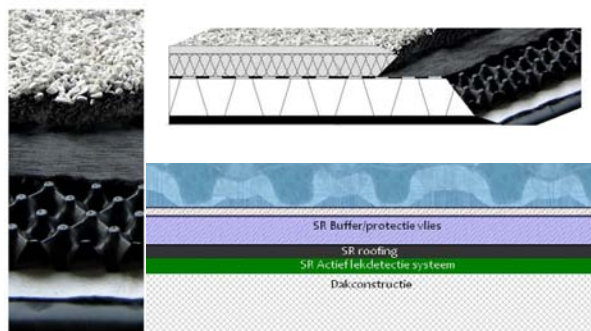 SR Buffer/protectie vlies
SR roofing
SR Actief lekdetectie systeem
Dakconstructie